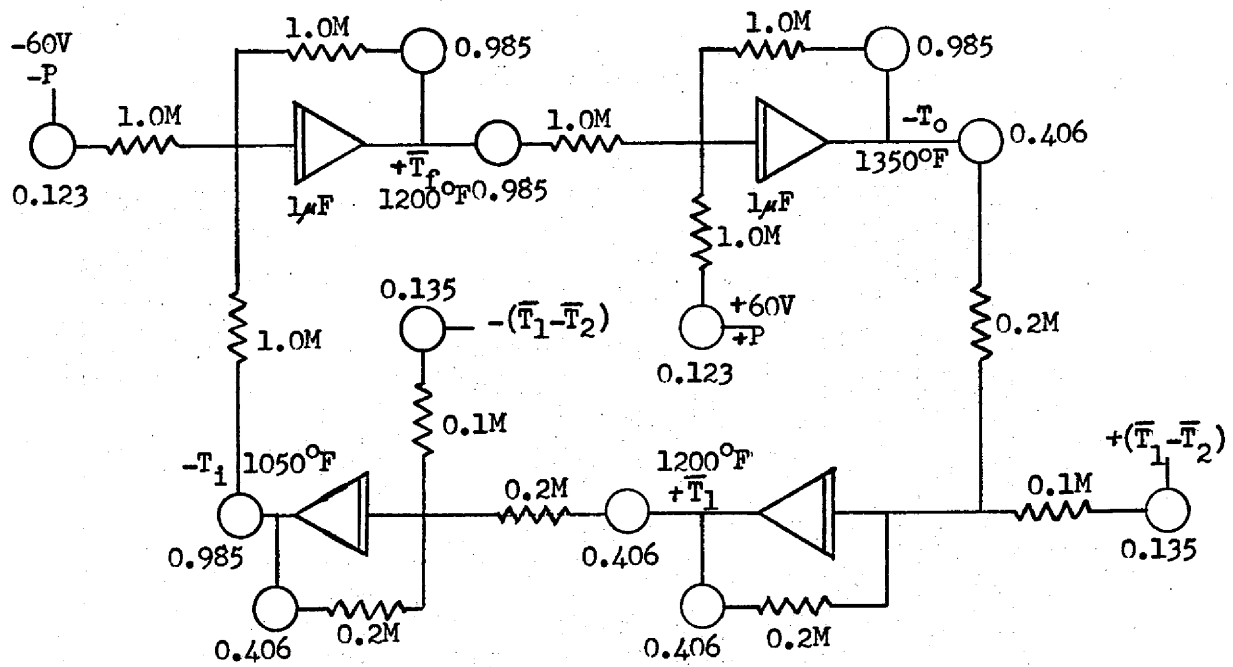 -60V
-P
1.0M
0.123
1.0M
0.985
+T̅f
1200°F
1μF
0.985
1.0M
1.0M
0.985
-To
1350°F
1μF
0.406
1.0M
+60V
+P
0.123
0.2M
1.0M
0.135
-(T̅1-T̅2)
0.1M
-Ti
1050°F
0.985
0.406
0.2M
0.2M
0.406
1200°F
+T̅1
0.406
0.2M
+(T̅1-T̅2)
0.1M
0.135